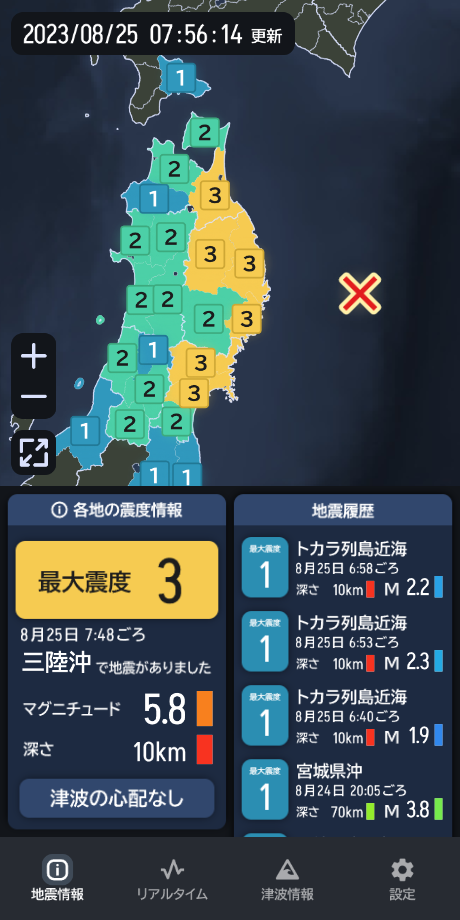 2023/08/25 07:56:14 更新
1
2
2
1
3
2
2
3
3
2
2
2
3
2
1
3
2
3
2
2
1
1
1
各地の震度情報
最大震度 3
8月25日 7:48ごろ
三陸沖 で地震がありました
マグニチュード 5.8
深さ 10km
津波の心配なし
地震履歴
最大震度
1
トカラ列島近海
8月25日 6:58ごろ
深さ 10km M 2.2
最大震度
1
トカラ列島近海
8月25日 6:53ごろ
深さ 10km M 2.3
最大震度
1
トカラ列島近海
8月25日 6:40ごろ
深さ 10km M 1.9
最大震度
1
宮城県沖
8月24日 20:05ごろ
深さ 70km M 3.8
地震情報
リアルタイム
津波情報
設定